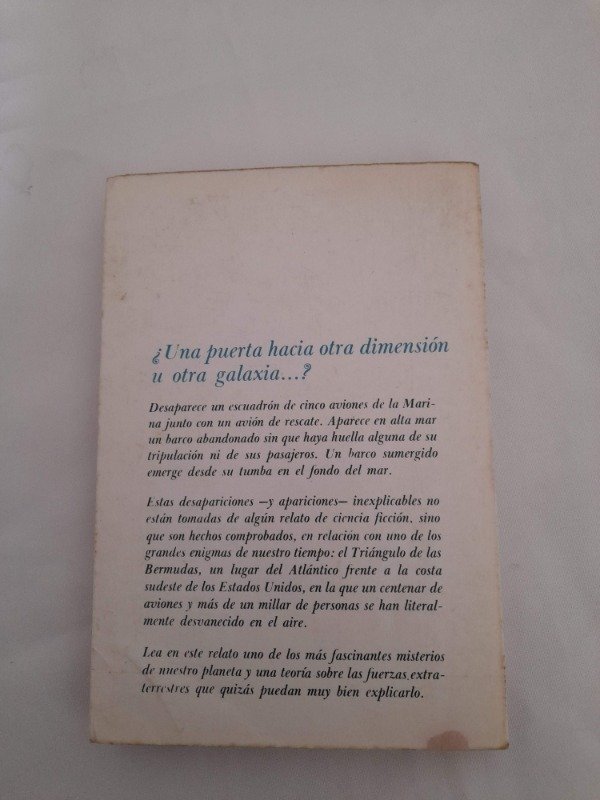 ¿Una puerta hacia otra dimensión
u otra galaxia...?
Desaparece un escuadrón de cinco aviones de la Mari-
na junto con un avión de rescate. Aparece en alta mar
un barco abandonado sin que haya huella alguna de su
tripulación ni de sus pasajeros. Un barco sumergido
emerge desde su tumba en el fondo del mar.
Estas desapariciones —y apariciones— inexplicables no
están tomadas de algún relato de ciencia ficción, sino
que son hechos comprobados, en relación con uno de los
grandes enigmas de nuestro tiempo: el Triángulo de las
Bermudas, un lugar del Atlántico frente a la costa
sudeste de los Estados Unidos, en la que un centenar de
aviones y más de un millar de personas se han literal-
mente desvanecido en el aire.
Lea en este relato uno de los más fascinantes misterios
de nuestro planeta y una teoría sobre las fuerzas extra-
terrestres que quizás puedan muy bien explicarlo.